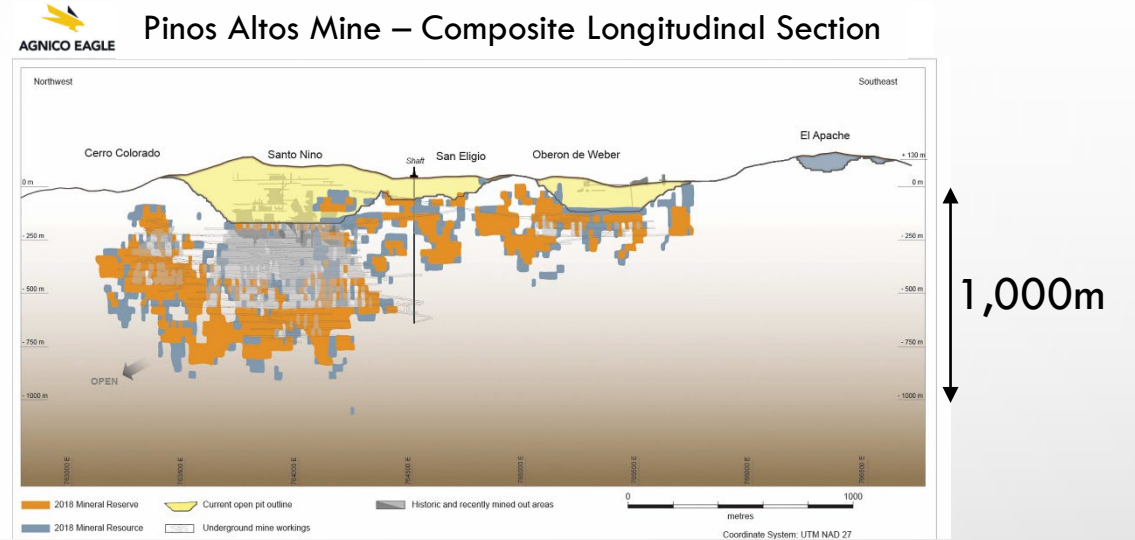 AGNICO EAGLE
Pinos Altos Mine – Composite Longitudinal Section
Northwest
Southeast
El Apache
Cerro Colorado
Santo Nino
Shaft
San Eligio
Oberon de Weber
+ 130 m
0 m
0 m
- 250 m
- 250 m
- 500 m
- 500 m
- 750 m
- 750 m
- 1000 m
- 1000 m
1,000m
OPEN
763000 E
764000 E
764500 E
2018 Mineral Reserve
Current open pit outline
Historic and recently mined out areas
2018 Mineral Resource
Underground mine workings
0
1000
metres
Coordinate System: UTM NAD 27